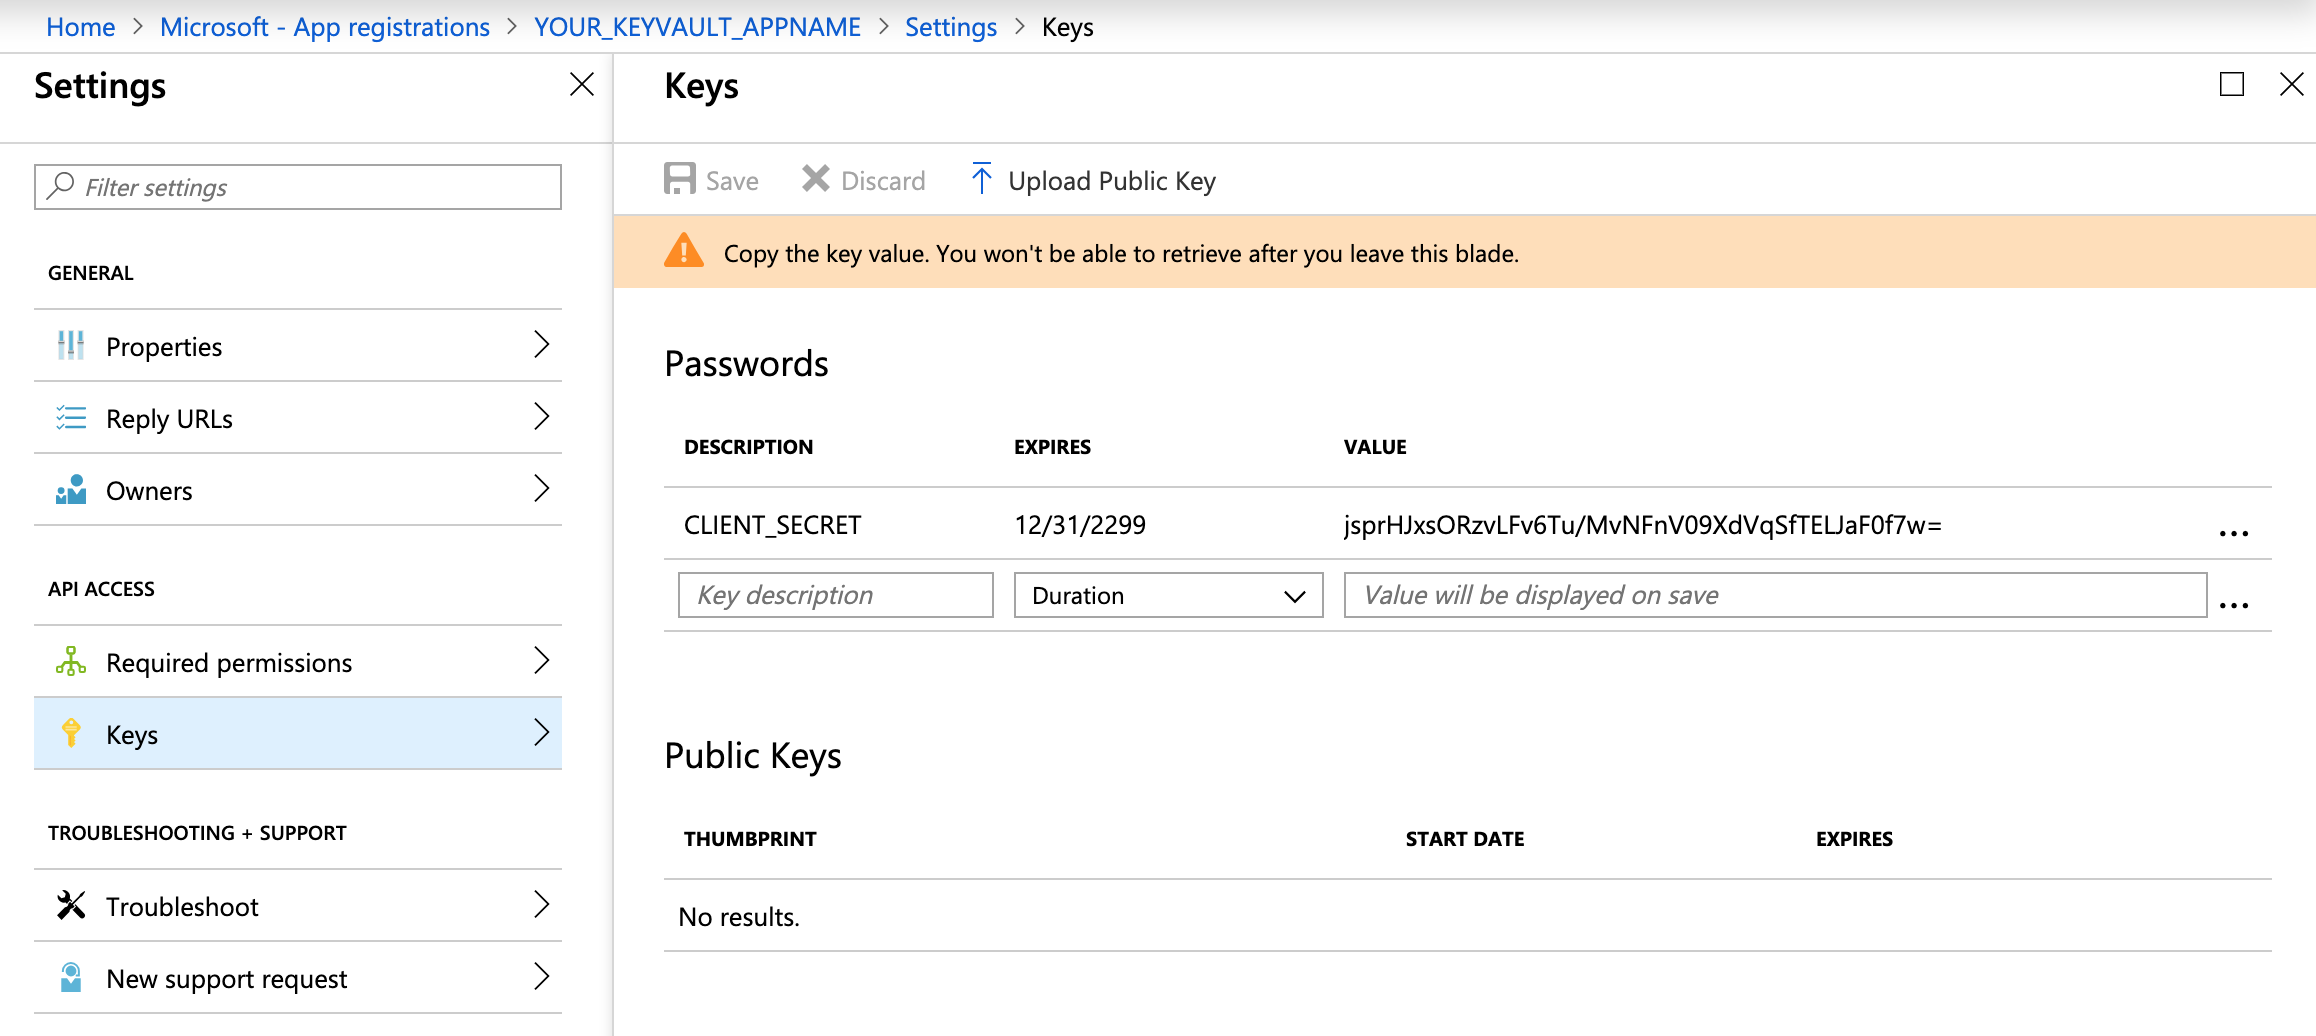 Home > Microsoft - App registrations > YOUR_KEYVAULT_APPNAME > Settings > Keys
Settings
Filter settings
GENERAL
Properties
Reply URLs
Owners
API ACCESS
Required permissions
Keys
TROUBLESHOOTING + SUPPORT
Troubleshoot
New support request
Keys
Save Discard Upload Public Key
Copy the key value. You won't be able to retrieve after you leave this blade.
Passwords
DESCRIPTION EXPIRES VALUE
CLIENT_SECRET 12/31/2299 jsprHJxsORzvLFv6Tu/MvNFnV09XdVqSfTELJaF0f7w= ...
Key description Duration Value will be displayed on save ...
Public Keys
THUMBPRINT START DATE EXPIRES
No results.